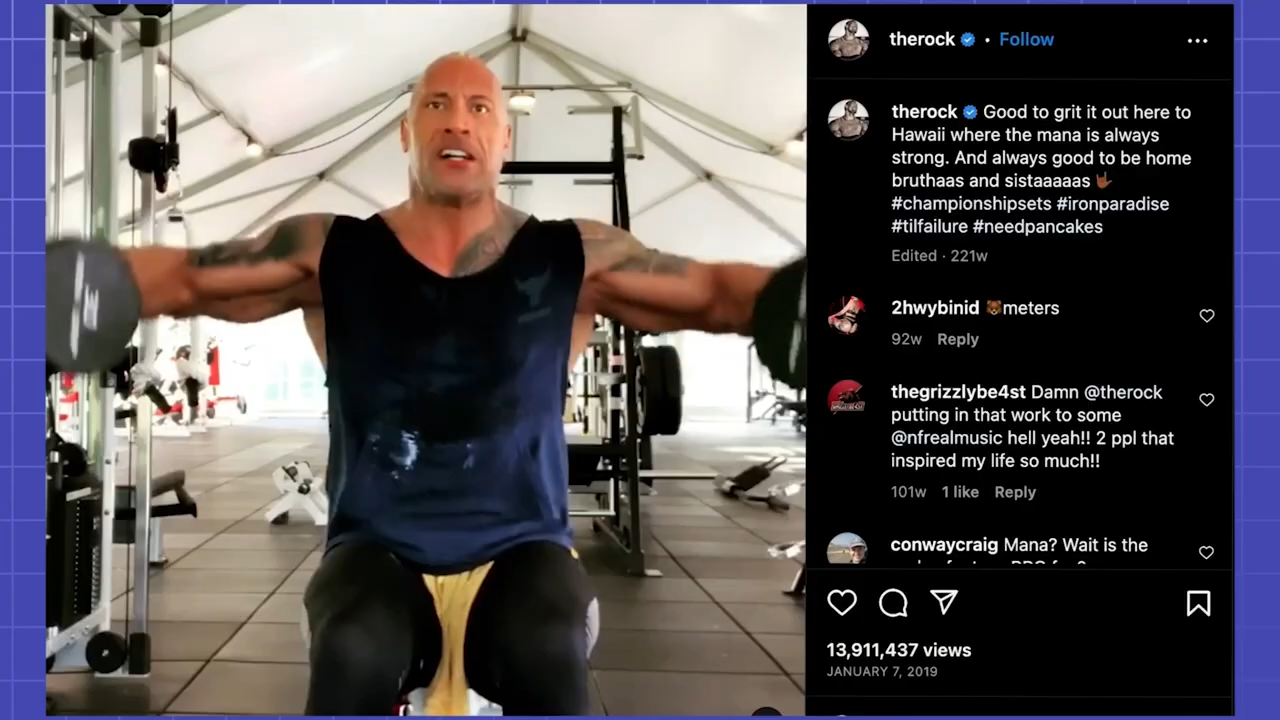 therock • Follow
therock Good to grit it out here to
Hawaii where the mana is always
strong. And always good to be home
bruthaas and sistaaaaas 🤟🏾
#championshipsets #ironparadise
#tilfailure #needpancakes
Edited · 221w
2hwybinid 🐻meters
92w Reply
thegrizzlybe4st Damn @therock
putting in that work to some
@nfrealmusic hell yeah!! 2 ppl that
inspired my life so much!!
101w 1 like Reply
conwaycraig Mana? Wait is the
13,911,437 views
JANUARY 7, 2019